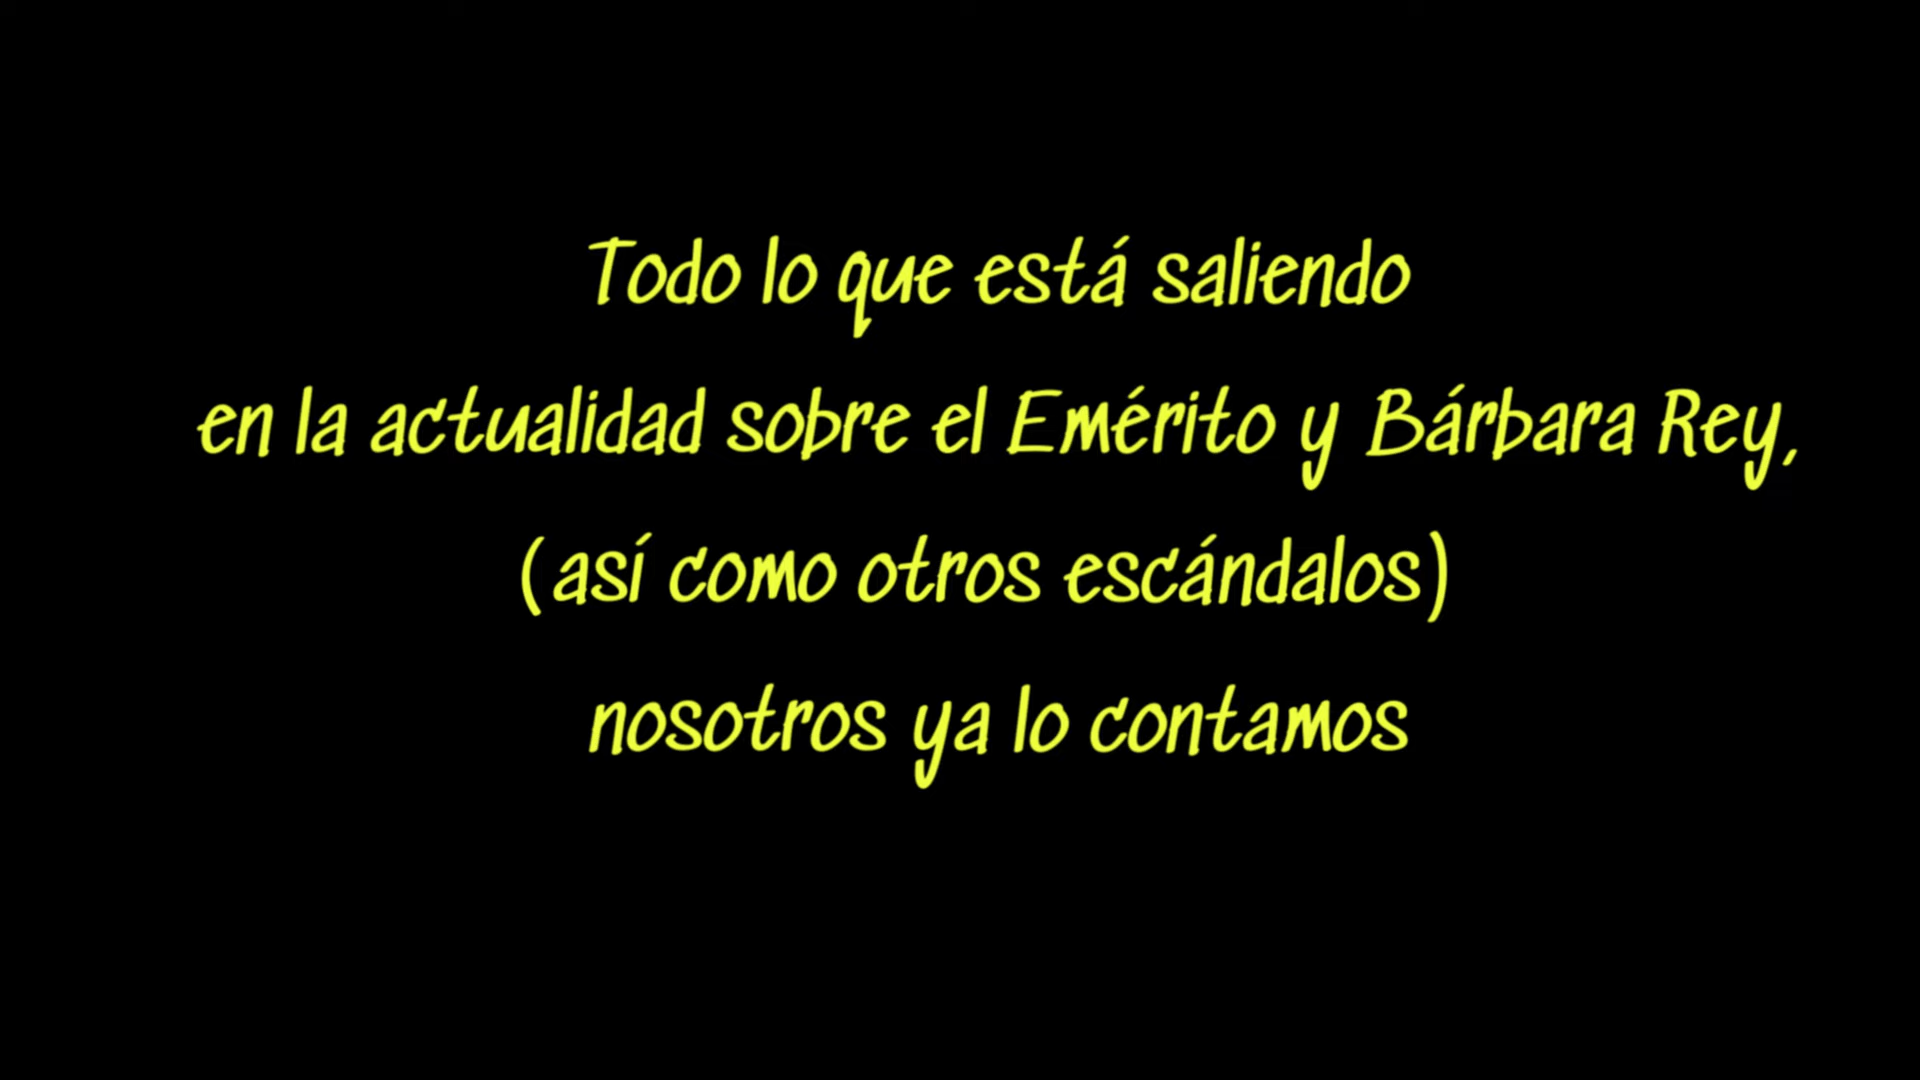 Todo lo que está saliendo
en la actualidad sobre el Emérito y Bárbara Rey,
(así como otros escándalos)
nosotros ya lo contamos